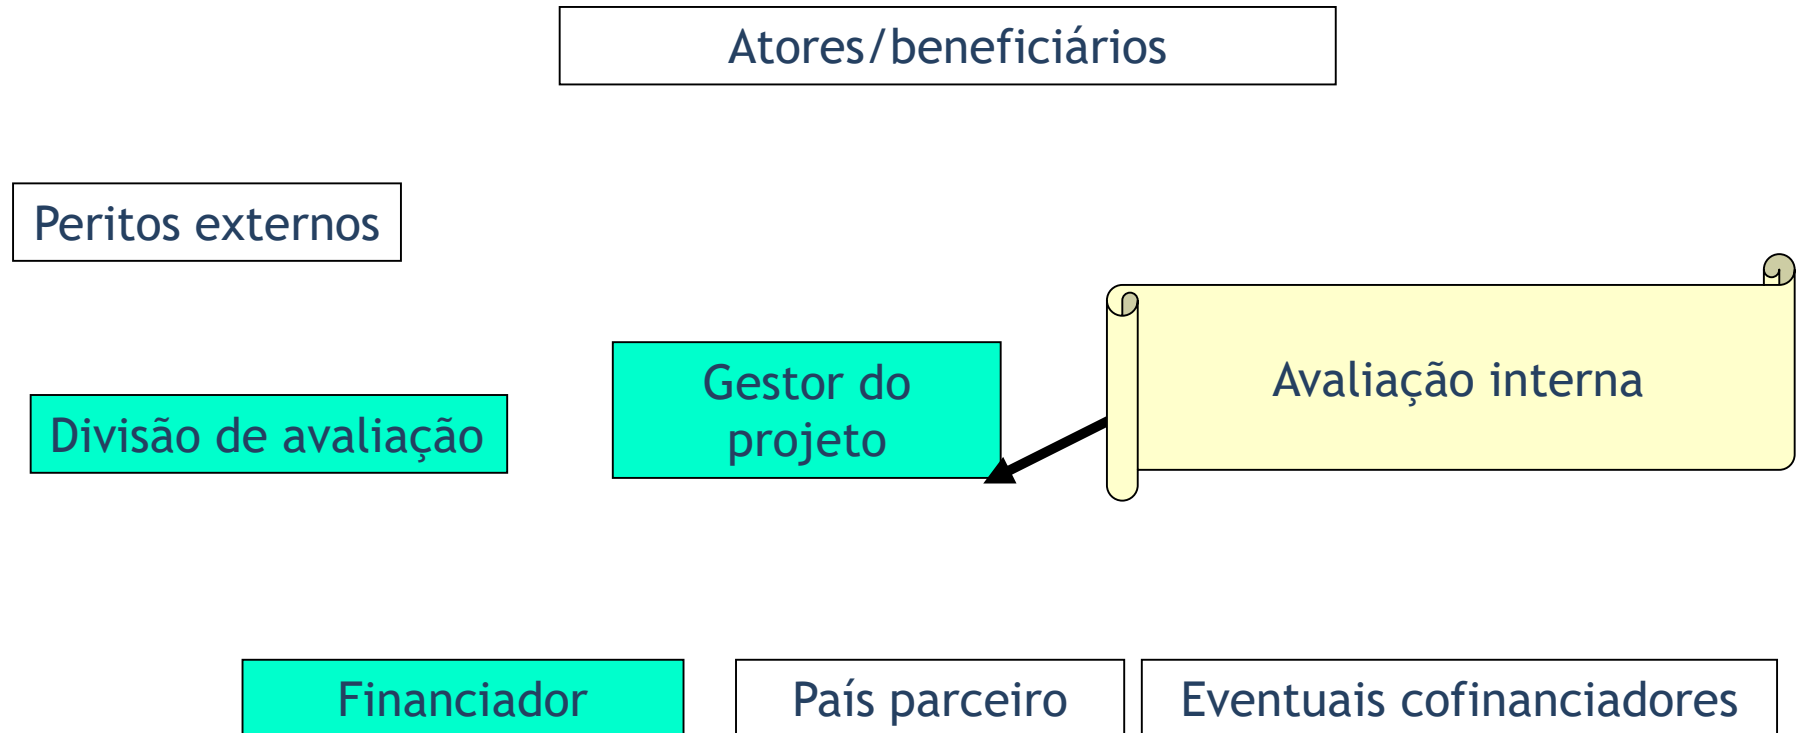 Atores/beneficiários
Peritos externos
Avaliação interna
Gestor do
projeto
Divisão de avaliação
Financiador
País parceiro
Eventuais cofinanciadores